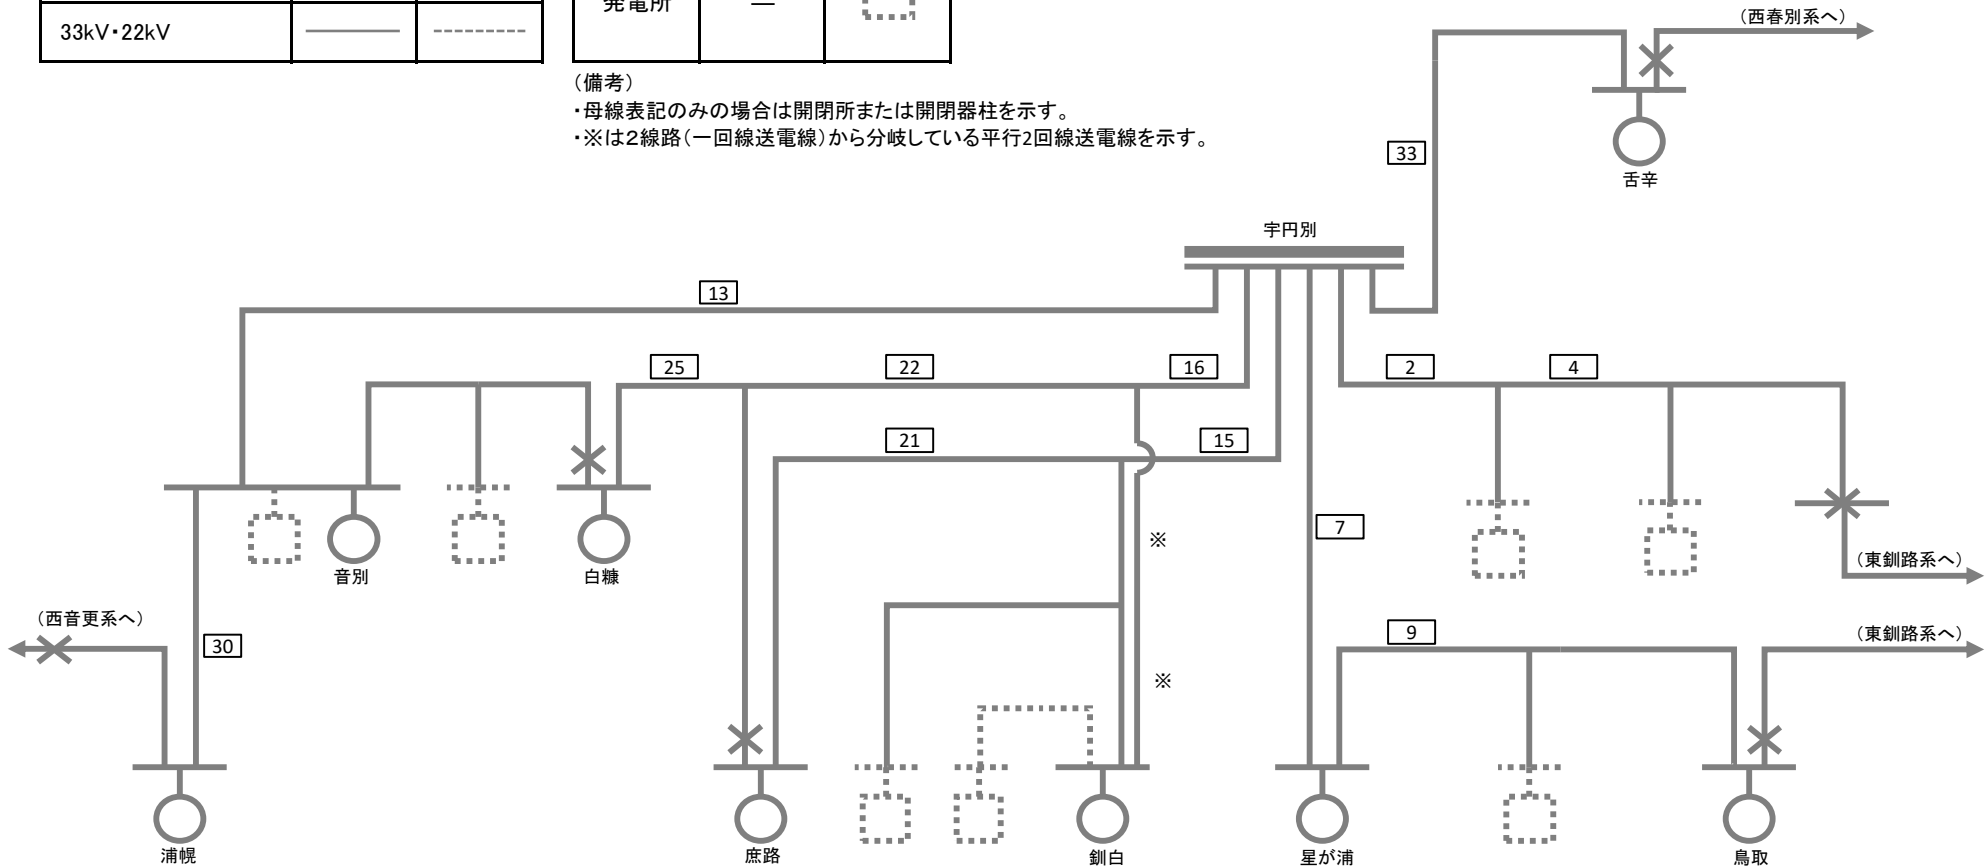 発電所
―
33kV・22kV
(備考)
・母線表記のみの場合は開閉所または開閉器柱を示す。
・※は2線路(一回線送電線)から分岐している平行2回線送電線を示す。
(西春別系へ)
33
舌辛
宇円別
13
25
22
16
2
4
21
15
7
※
音別
白糠
(東釧路系へ)
(西音更系へ)
30
9
(東釧路系へ)
※
浦幌
庶路
釧白
星が浦
鳥取